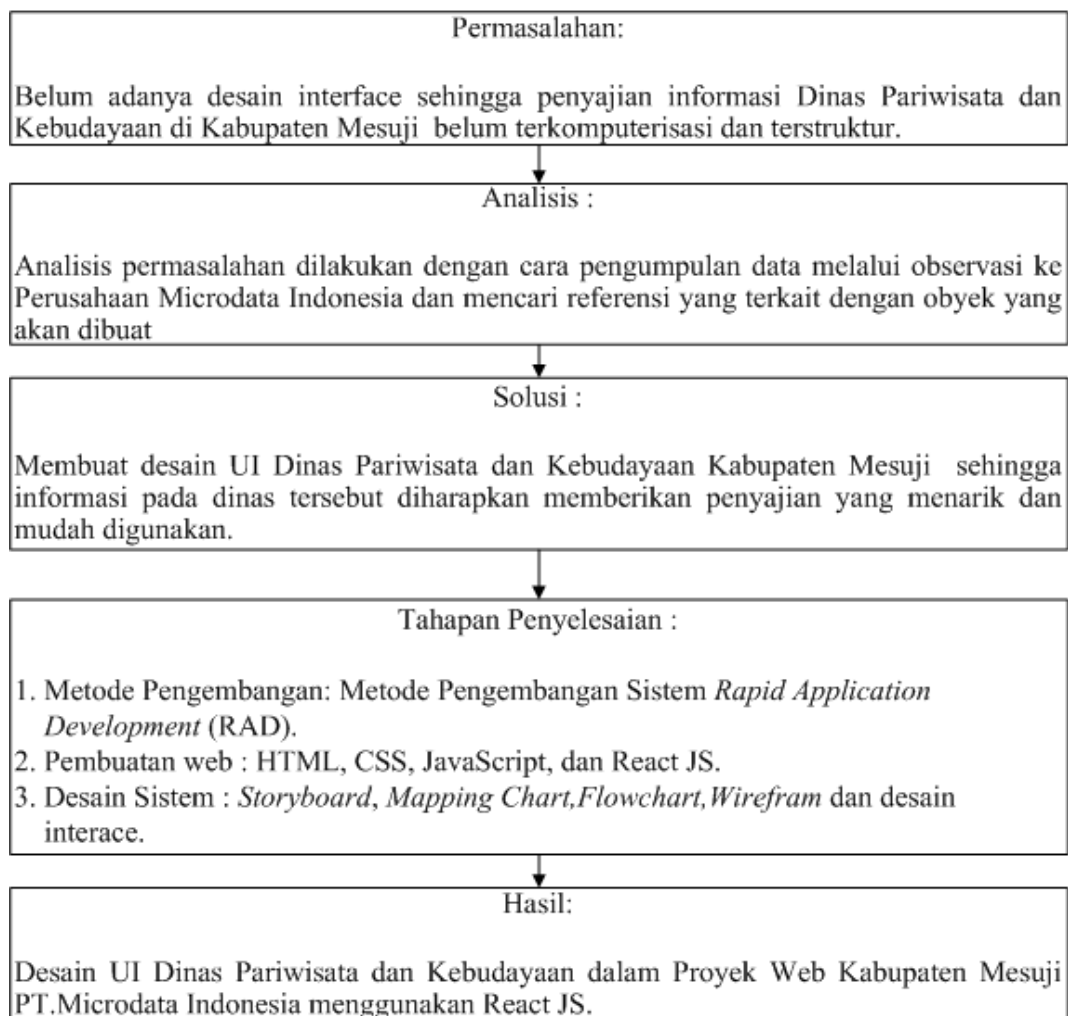 Permasalahan:
Belum adanya desain interface sehingga penyajian informasi Dinas Pariwisata dan
Kebudayaan di Kabupaten Mesuji belum terkomputerisasi dan terstruktur.
Analisis :
Analisis permasalahan dilakukan dengan cara pengumpulan data melalui observasi ke
Perusahaan Microdata Indonesia dan mencari referensi yang terkait dengan obyek yang
akan dibuat
Solusi :
Membuat desain UI Dinas Pariwisata dan Kebudayaan Kabupaten Mesuji sehingga
informasi pada dinas tersebut diharapkan memberikan penyajian yang menarik dan
mudah digunakan.
Tahapan Penyelesaian :
1. Metode Pengembangan: Metode Pengembangan Sistem Rapid Application
Development (RAD).
2. Pembuatan web : HTML, CSS, JavaScript, dan React JS.
3. Desain Sistem : Storyboard, Mapping Chart,Flowchart,Wirefram dan desain
interace.
Hasil:
Desain UI Dinas Pariwisata dan Kebudayaan dalam Proyek Web Kabupaten Mesuji
PT.Microdata Indonesia menggunakan React JS.